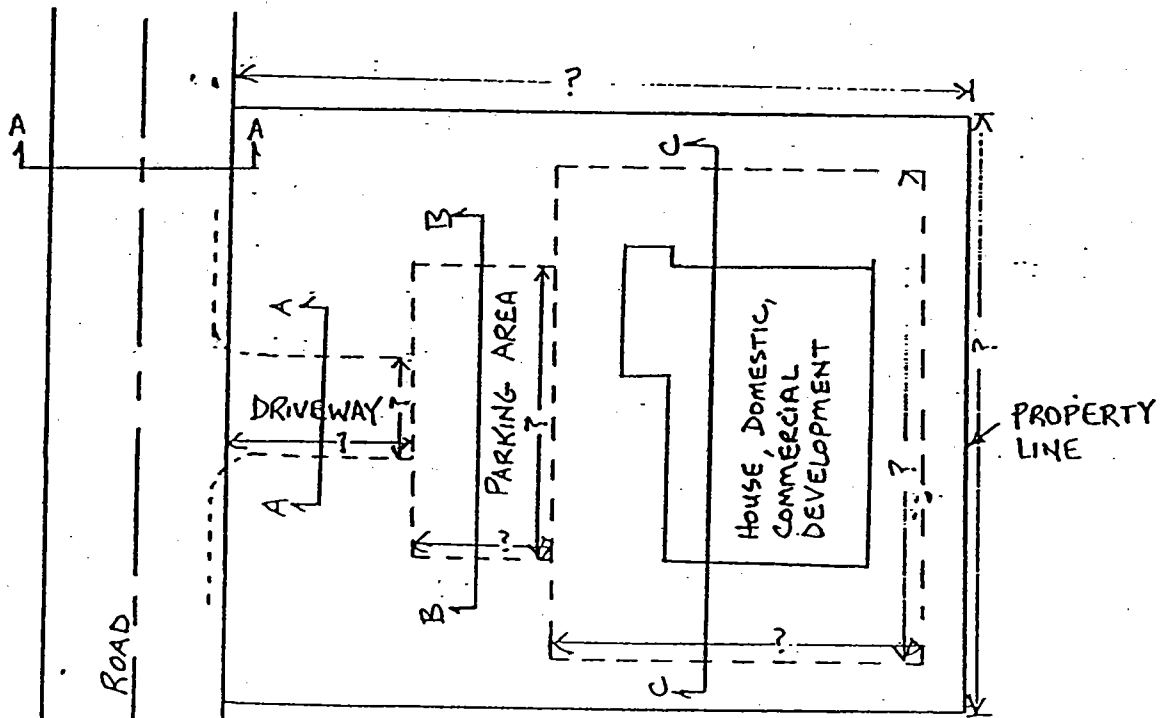 ?
A
A
C
B
A
DRIVEWAY
?
?
A
PARKING AREA
?
?
B
HOUSE, DOMESTIC,
COMMERCIAL
DEVELOPMENT
?
?
C
?
PROPERTY
LINE
ROAD